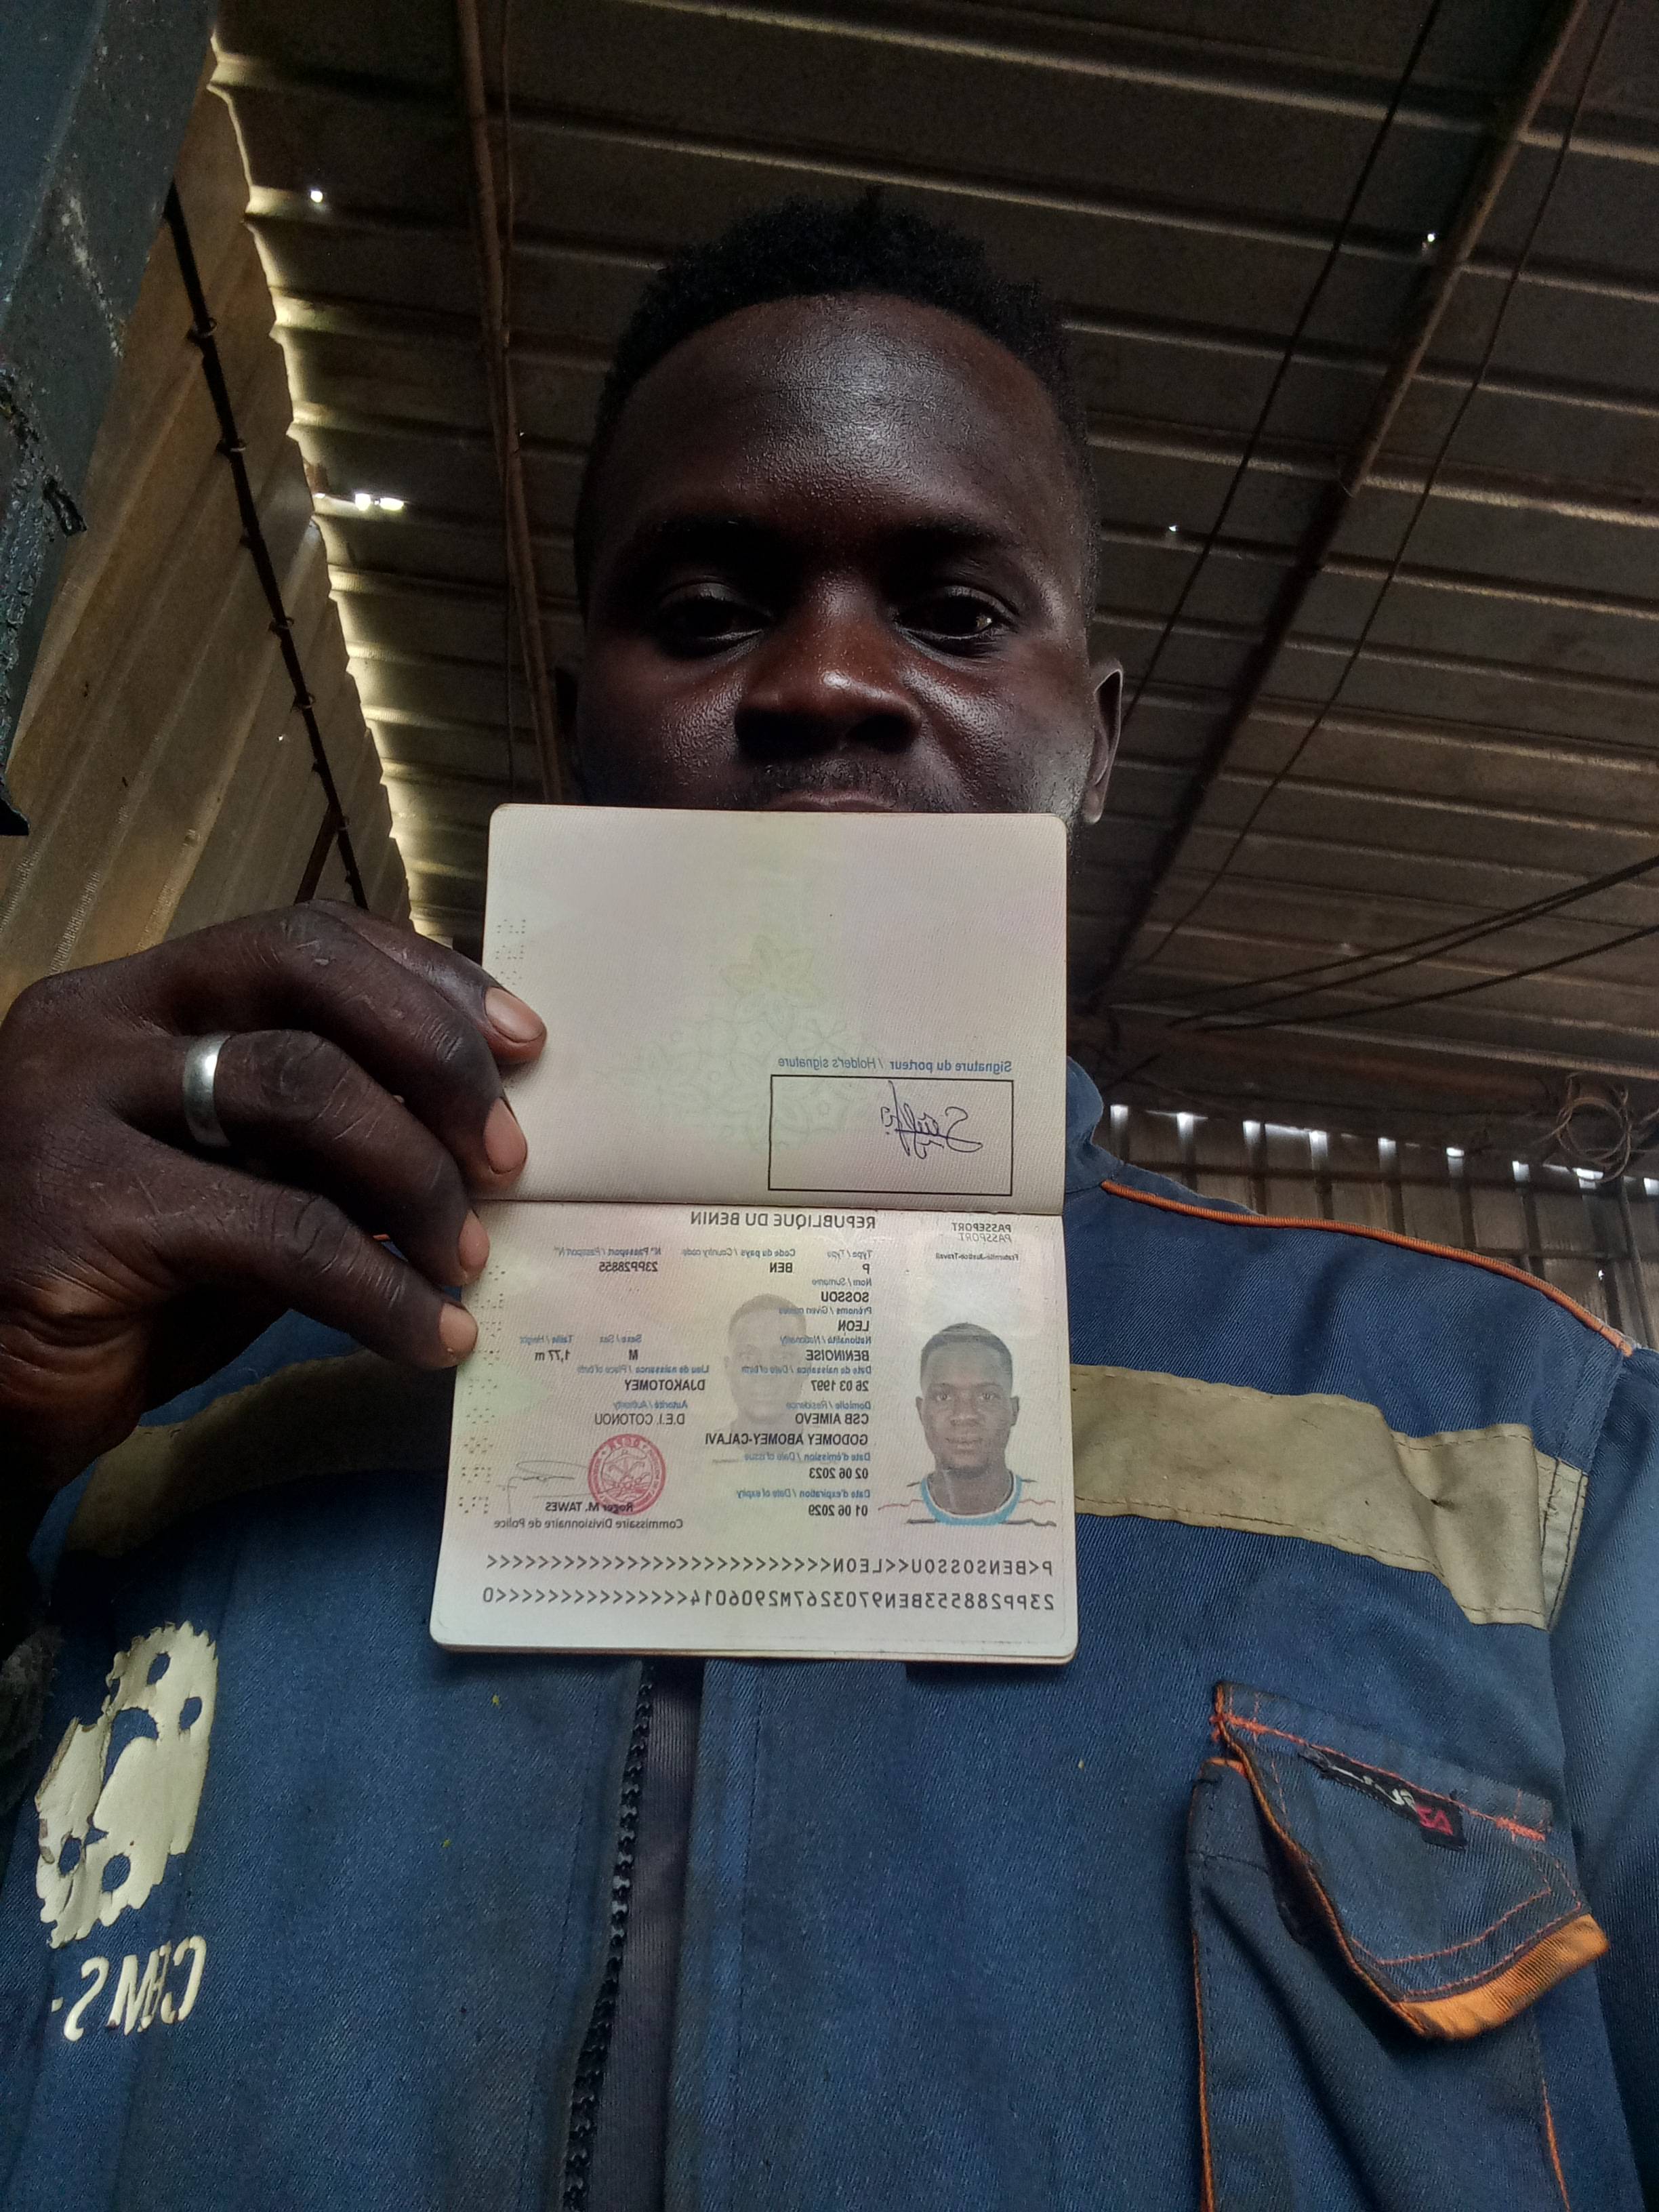 Signature du porteur / Holder's signature
PASSEPORT
PASSPORT
REPUBLIQUE DU BENIN
Fraternité-Justice-Travail
Type / Type
Code du pays / Country code
N° Passeport / Passport N°
P
BEN
23PP28855
Nom / Surname
SOSSOU
Prénoms / Given names
LEON
Nationalité / Nationality
Sexe / Sex
Taille / Height
BENINOISE
M
1,77 m
Date de naissance / Date of birth
Lieu de naissance / Place of birth
26 03 1997
DJAKOTOMEY
Domicile / Residence
Autorité / Authority
CSB AIMEVO
D.E.I. COTONOU
GODOMEY ABOMEY-CALAVI
Date d'émission / Date of issue
02 06 2023
Date d'expiration / Date of expiry
01 06 2029
Roger M. TAWES
Commissaire Divisionnaire de Police
P<BENSOSSOU<LEON<<<<<<<<<<<<<<<<<<<<<<<<<<
23PP288553BEN9703267M2906014<<<<<<<<<<<<<<<0